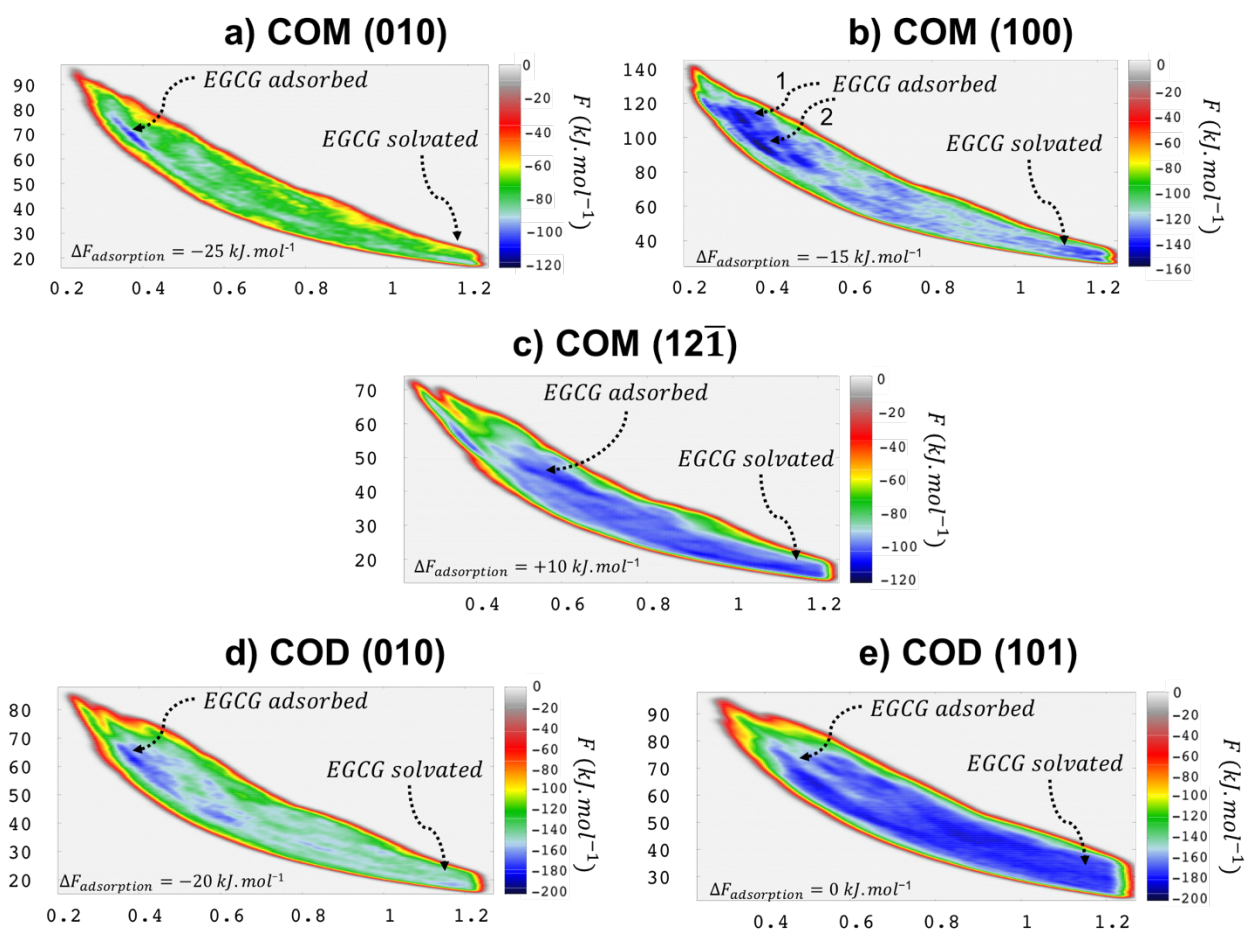 a) COM (010)
EGCG adsorbed
EGCG solvated
ΔF_adsorption = −25 kJ.mol⁻¹
90
80
70
60
50
40
30
20
0.2 0.4 0.6 0.8 1 1.2
0
-20
-40
-60
-80
-100
-120
F (kJ.mol⁻¹)
b) COM (100)
1
EGCG adsorbed
2
EGCG solvated
ΔF_adsorption = −15 kJ.mol⁻¹
140
120
100
80
60
40
0.2 0.4 0.6 0.8 1 1.2
0
-20
-40
-60
-80
-100
-120
-140
-160
F (kJ.mol⁻¹)
c) COM (121̅)
EGCG adsorbed
EGCG solvated
ΔF_adsorption = +10 kJ.mol⁻¹
70
60
50
40
30
20
0.4 0.6 0.8 1 1.2
0
-20
-40
-60
-80
-100
-120
F (kJ.mol⁻¹)
d) COD (010)
EGCG adsorbed
EGCG solvated
ΔF_adsorption = −20 kJ.mol⁻¹
80
70
60
50
40
30
20
0.2 0.4 0.6 0.8 1 1.2
0
-20
-40
-60
-80
-100
-120
-140
-160
-180
-200
F (kJ.mol⁻¹)
e) COD (101)
EGCG adsorbed
EGCG solvated
ΔF_adsorption = 0 kJ.mol⁻¹
90
80
70
60
50
40
30
0.4 0.6 0.8 1 1.2
0
-20
-40
-60
-80
-100
-120
-140
-160
-180
-200
F (kJ.mol⁻¹)